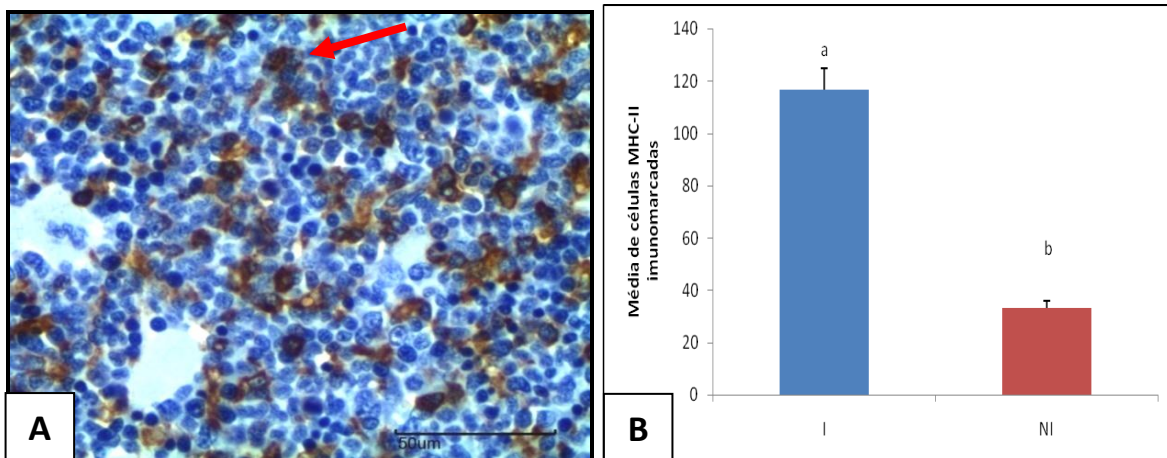 50um
A
140
120
100
80
60
40
20
0
Média de células MHC-II
imunomarcadas
a
b
I
NI
B